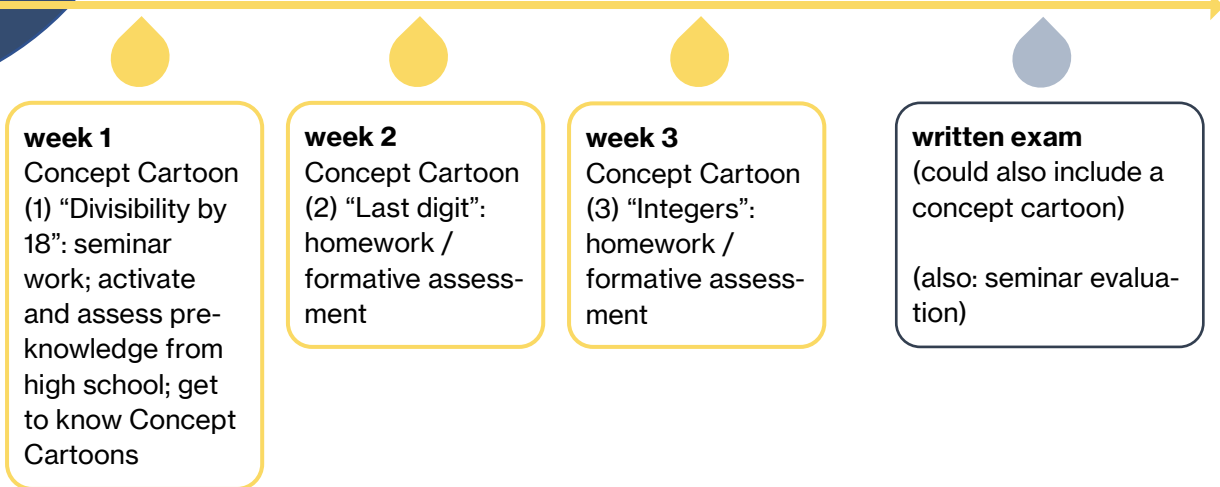 week 1
Concept Cartoon
(1) “Divisibility by
18”: seminar
work; activate
and assess pre-
knowledge from
high school; get
to know Concept
Cartoons
week 2
Concept Cartoon
(2) “Last digit”:
homework /
formative assess-
ment
week 3
Concept Cartoon
(3) “Integers”:
homework /
formative assess-
ment
written exam
(could also include a
concept cartoon)
(also: seminar evalua-
tion)